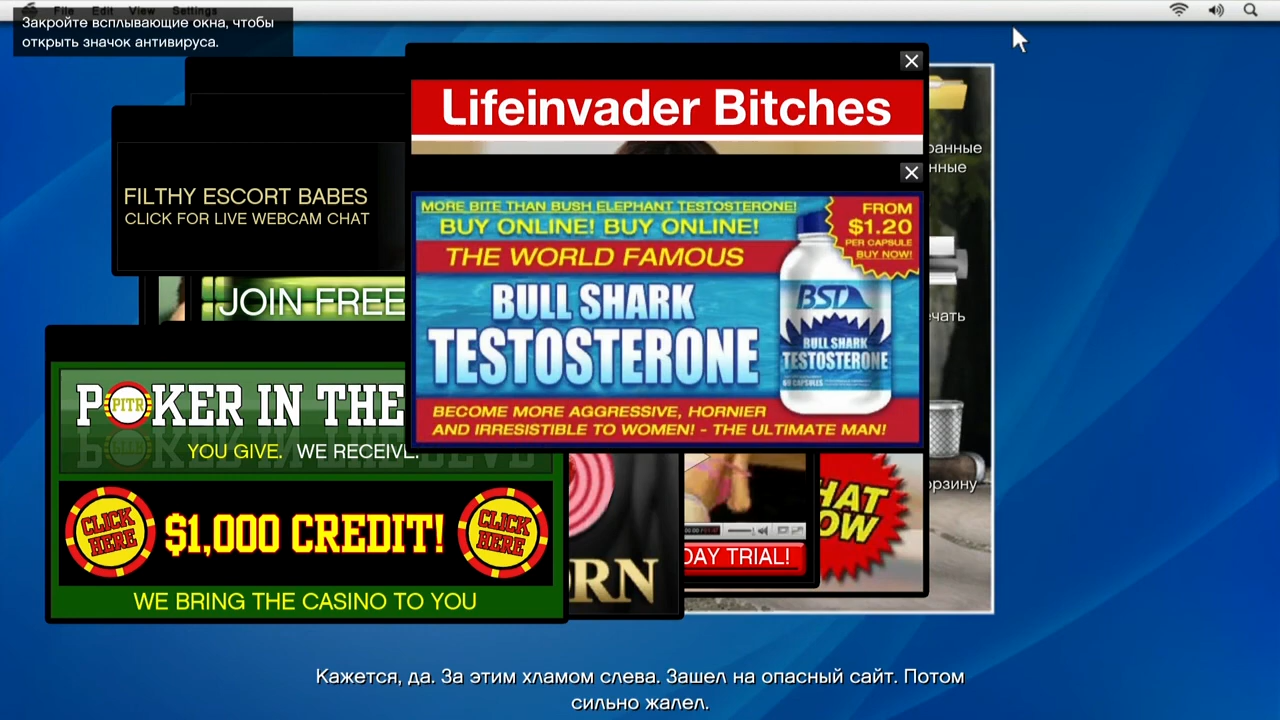 File Edit View Settings
Закройте всплывающие окна, чтобы
открыть значок антивируса.
Lifeinvader Bitches
FILTHY ESCORT BABES
CLICK FOR LIVE WEBCAM CHAT
JOIN FREE
MORE BITE THAN BUSH ELEPHANT TESTOSTERONE!
BUY ONLINE! BUY ONLINE!
THE WORLD FAMOUS
BULL SHARK
TESTOSTERONE
FROM
$1.20
PER CAPSULE
BUY NOW!
BST
BULL SHARK
TESTOSTERONE
BECOME MORE AGGRESSIVE, HORNIER
AND IRRESISTIBLE TO WOMEN! - THE ULTIMATE MAN!
POKER IN THE
PITR
YOU GIVE. WE RECEIVE.
CLICK
HERE
$1,000 CREDIT!
CLICK
HERE
WE BRING THE CASINO TO YOU
ранные
нные
ечать
орзину
RN
DAY TRIAL!
HAT
OW
Кажется, да. За этим хламом слева. Зашел на опасный сайт. Потом
сильно жалел.